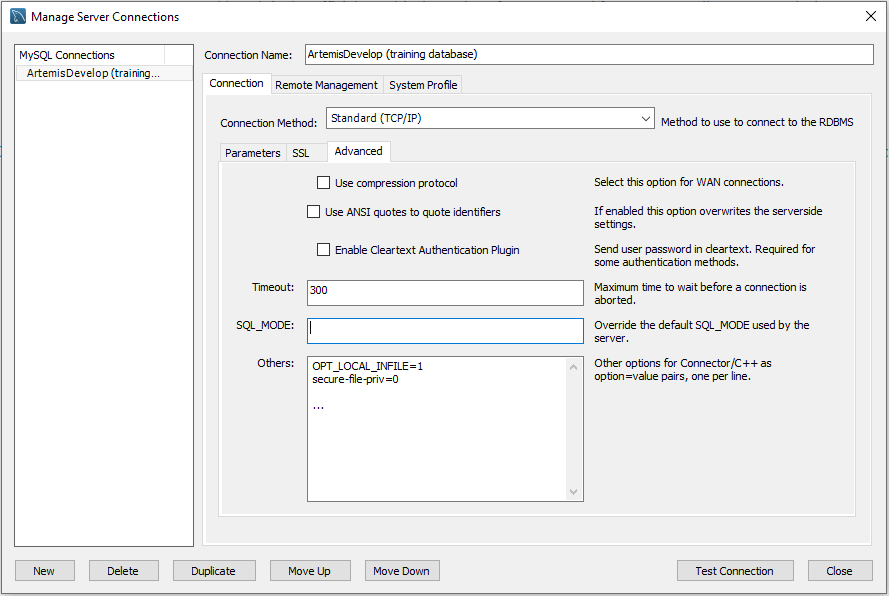 Manage Server Connections
MySQL Connections
ArtemisDevelop (training...
Connection Name:
ArtemisDevelop (training database)
Connection
Remote Management
System Profile
Connection Method:
Standard (TCP/IP)
Method to use to connect to the RDBMS
Parameters
SSL
Advanced
Use compression protocol
Select this option for WAN connections.
Use ANSI quotes to quote identifiers
If enabled this option overwrites the serverside
settings.
Enable Cleartext Authentication Plugin
Send user password in cleartext. Required for
some authentication methods.
Timeout:
300
Maximum time to wait before a connection is
aborted.
SQL_MODE:
Override the default SQL_MODE used by the
server.
Others:
OPT_LOCAL_INFILE=1
secure-file-priv=0
...
Other options for Connector/C++ as
option=value pairs, one per line.
New
Delete
Duplicate
Move Up
Move Down
Test Connection
Close